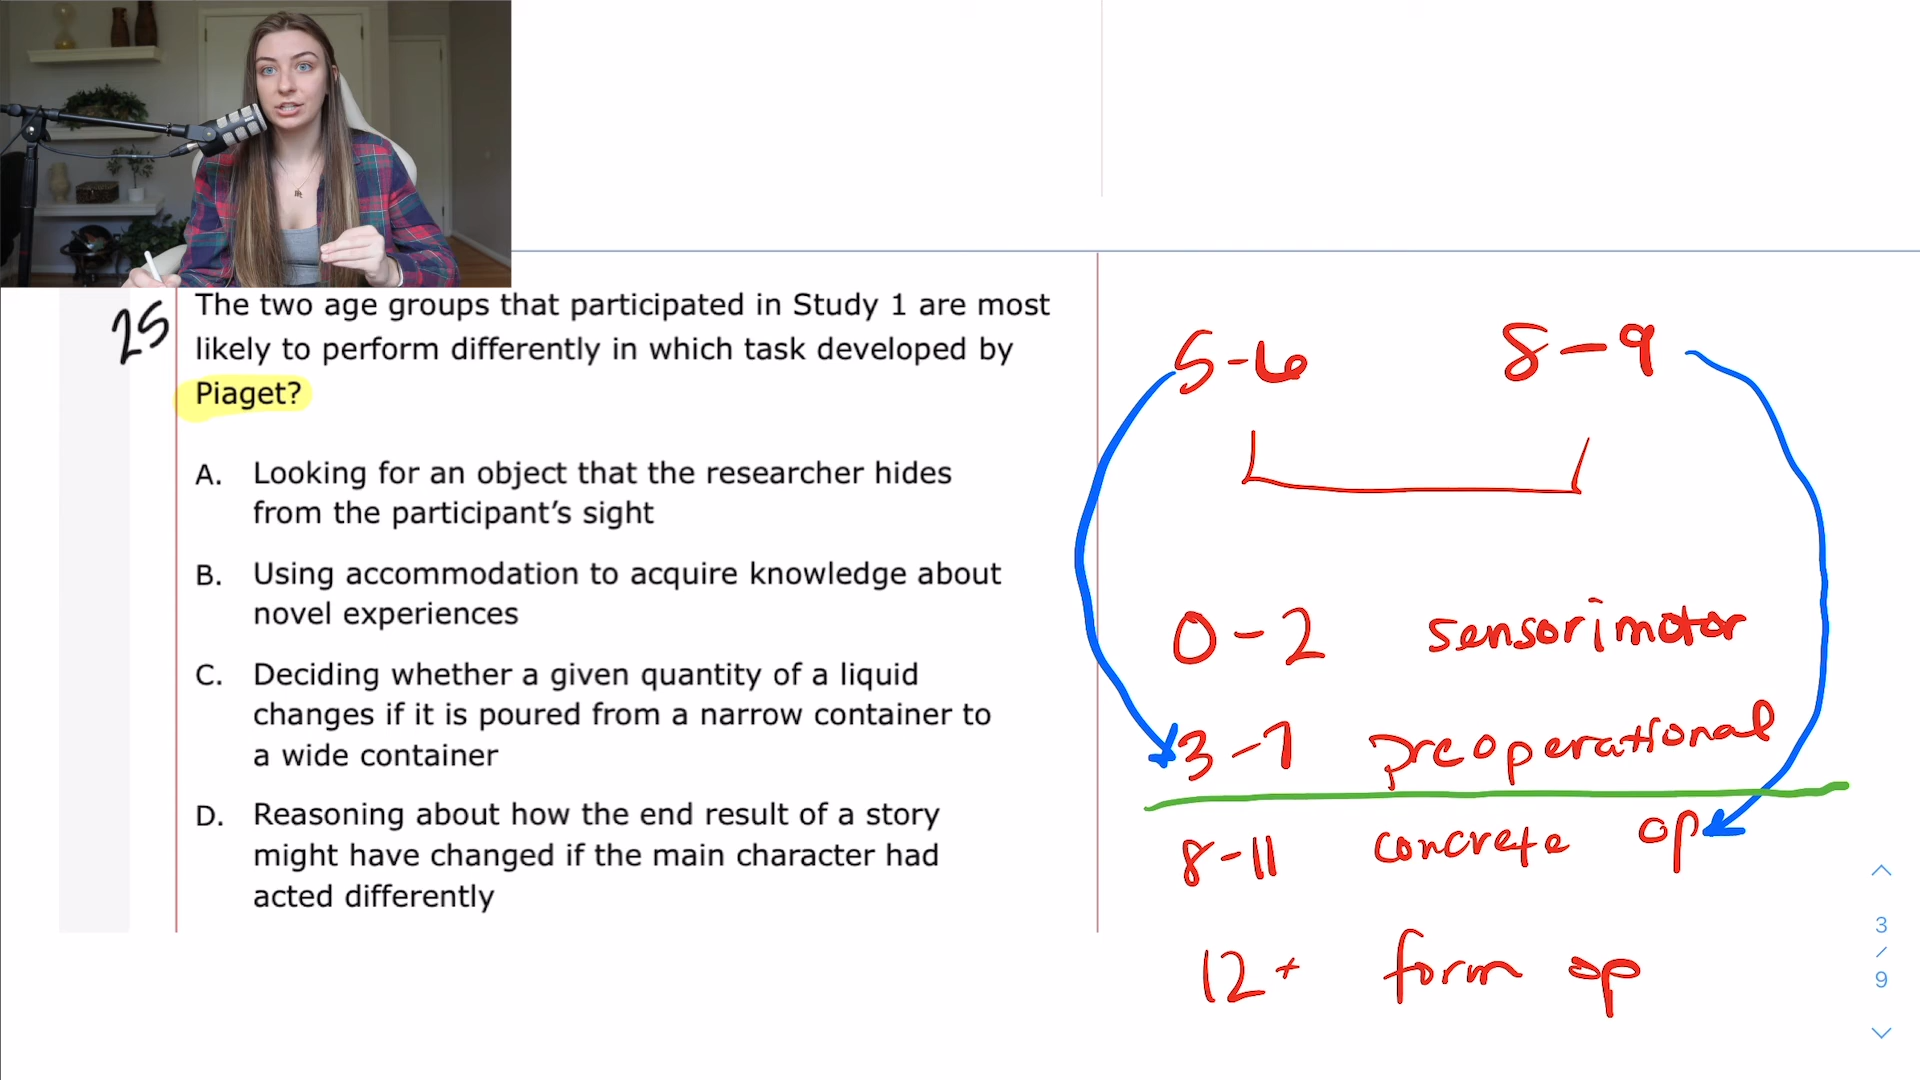 25
The two age groups that participated in Study 1 are most
likely to perform differently in which task developed by
Piaget?
A. Looking for an object that the researcher hides
from the participant’s sight
B. Using accommodation to acquire knowledge about
novel experiences
C. Deciding whether a given quantity of a liquid
changes if it is poured from a narrow container to
a wide container
D. Reasoning about how the end result of a story
might have changed if the main character had
acted differently
5-6 8-9
0-2 sensorimotor
3-7 preoperational
8-11 concrete op
12+ form op
3
/
9